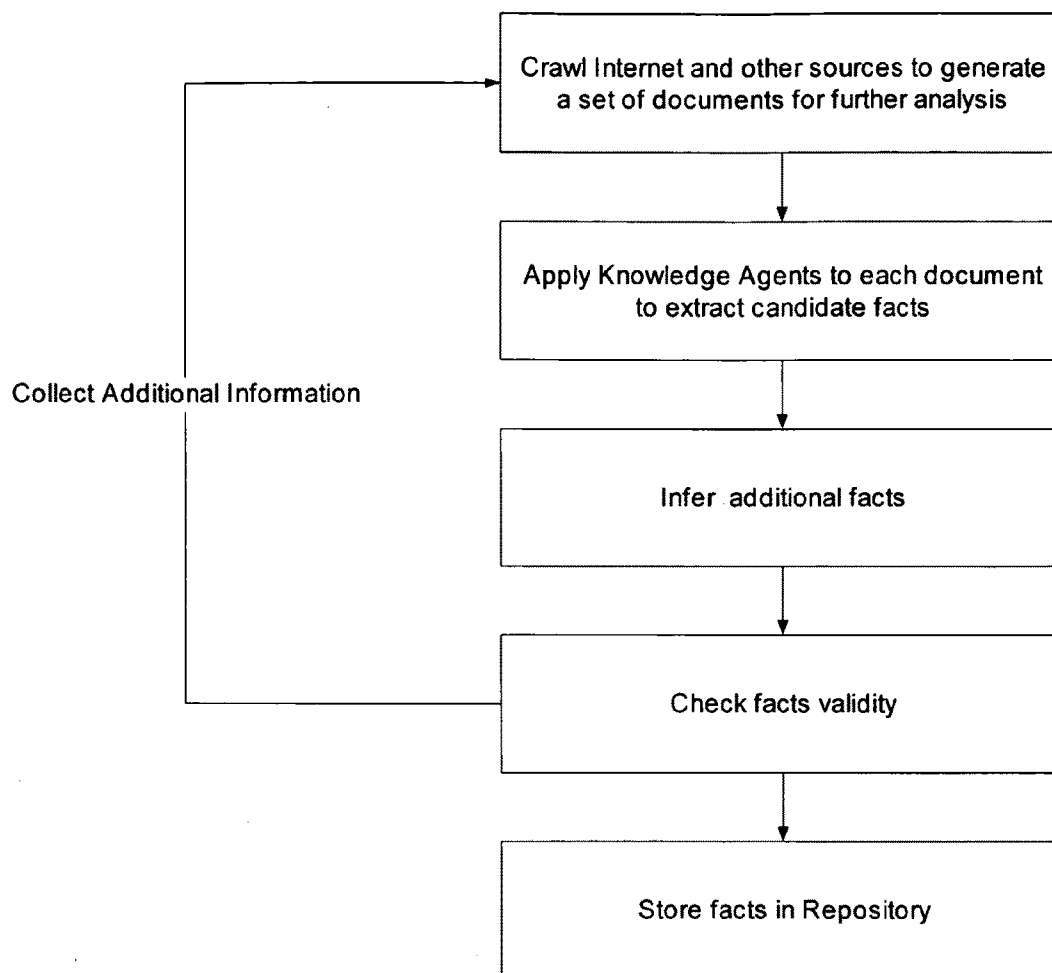 Crawl Internet and other sources to generate
a set of documents for further analysis
Apply Knowledge Agents to each document
to extract candidate facts
Collect Additional Information
Infer additional facts
Check facts validity
Store facts in Repository